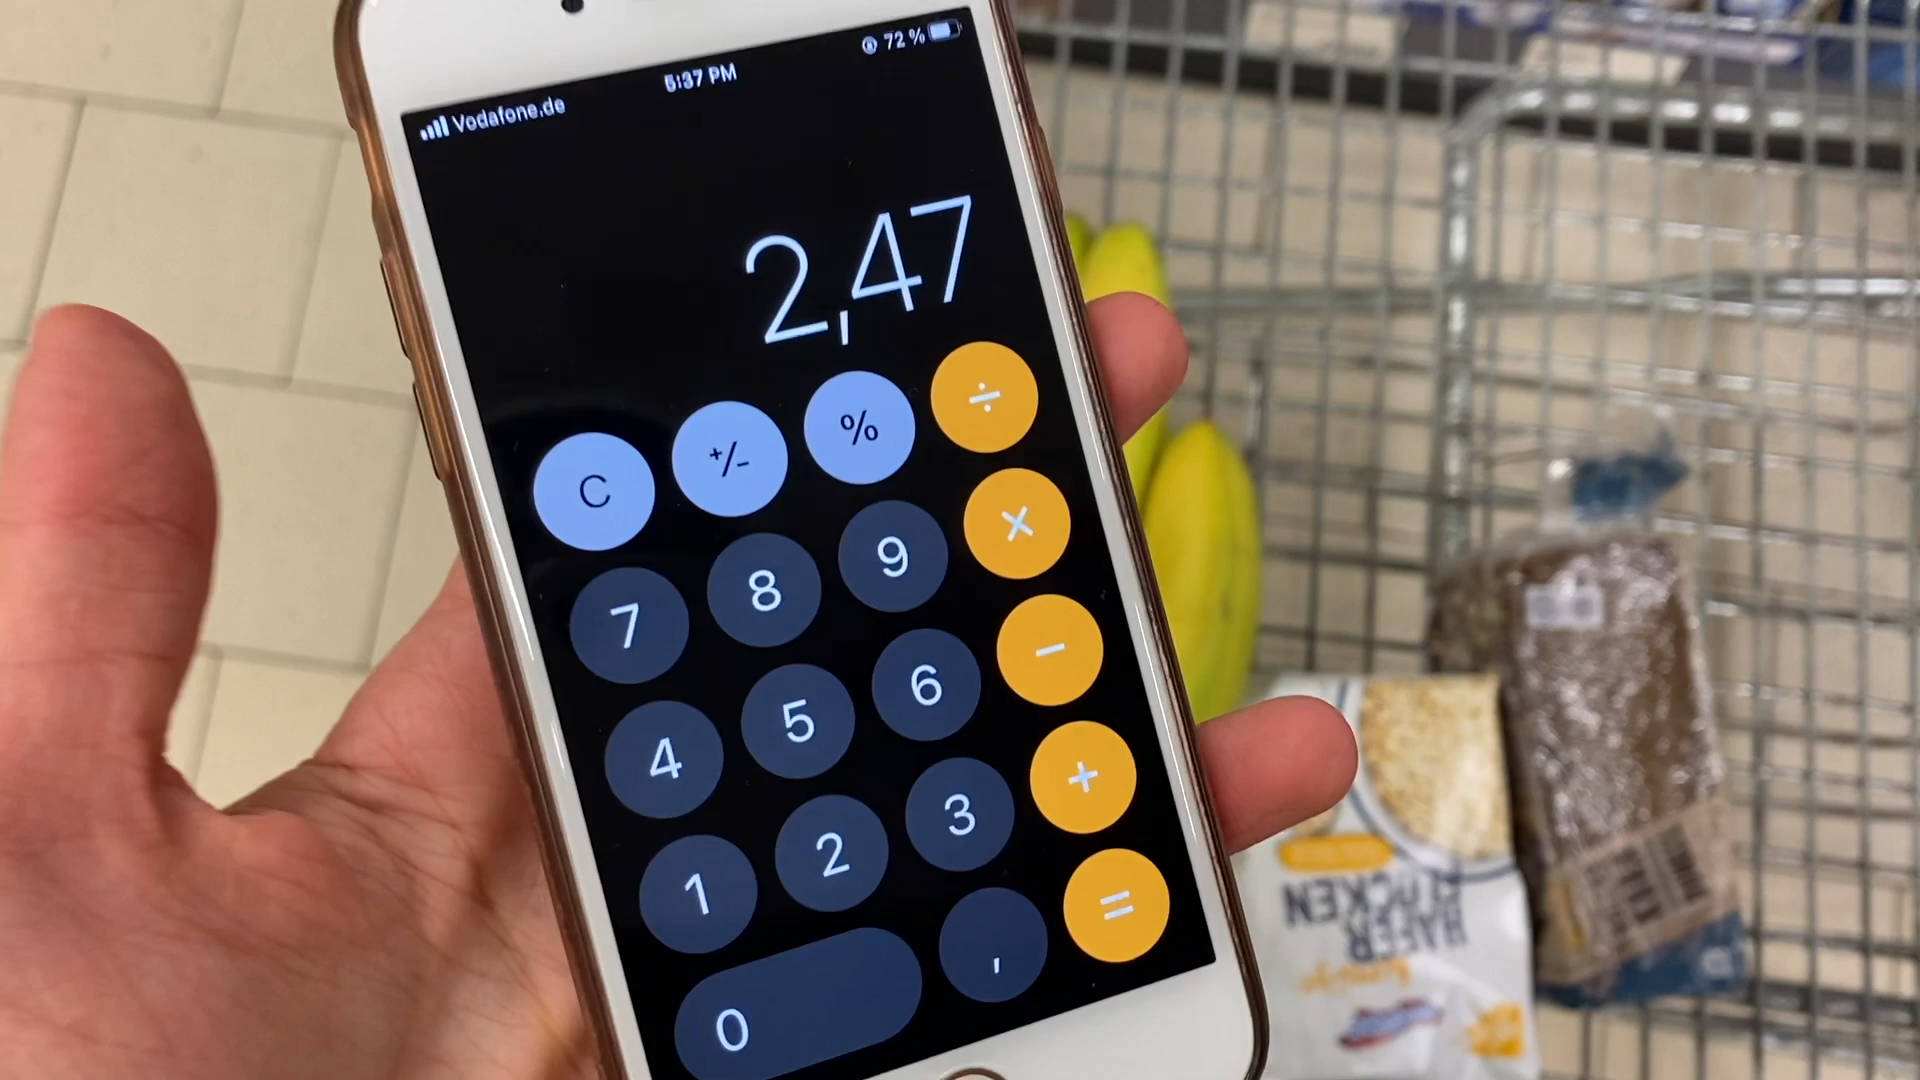 Vodafone.de 5:37 PM 72 %
2,47
C +/- % ÷
7 8 9 ×
4 5 6 −
1 2 3 +
0 , =
HAFER
FLOCKEN